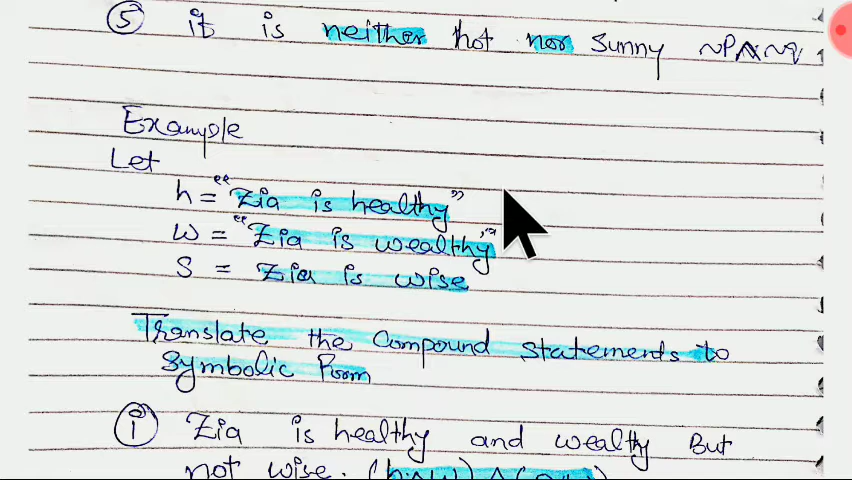 ⑤ it is neither hot nor sunny ~P∧~q
Example
Let
h = "Zia is healthy"
w = "Zia is wealthy"
S = Zia is wise
Translate the Compound Statements to
Symbolic Form
ⓘ Zia is healthy and wealthy But
not wise. (h∧w) ∧ (~s)